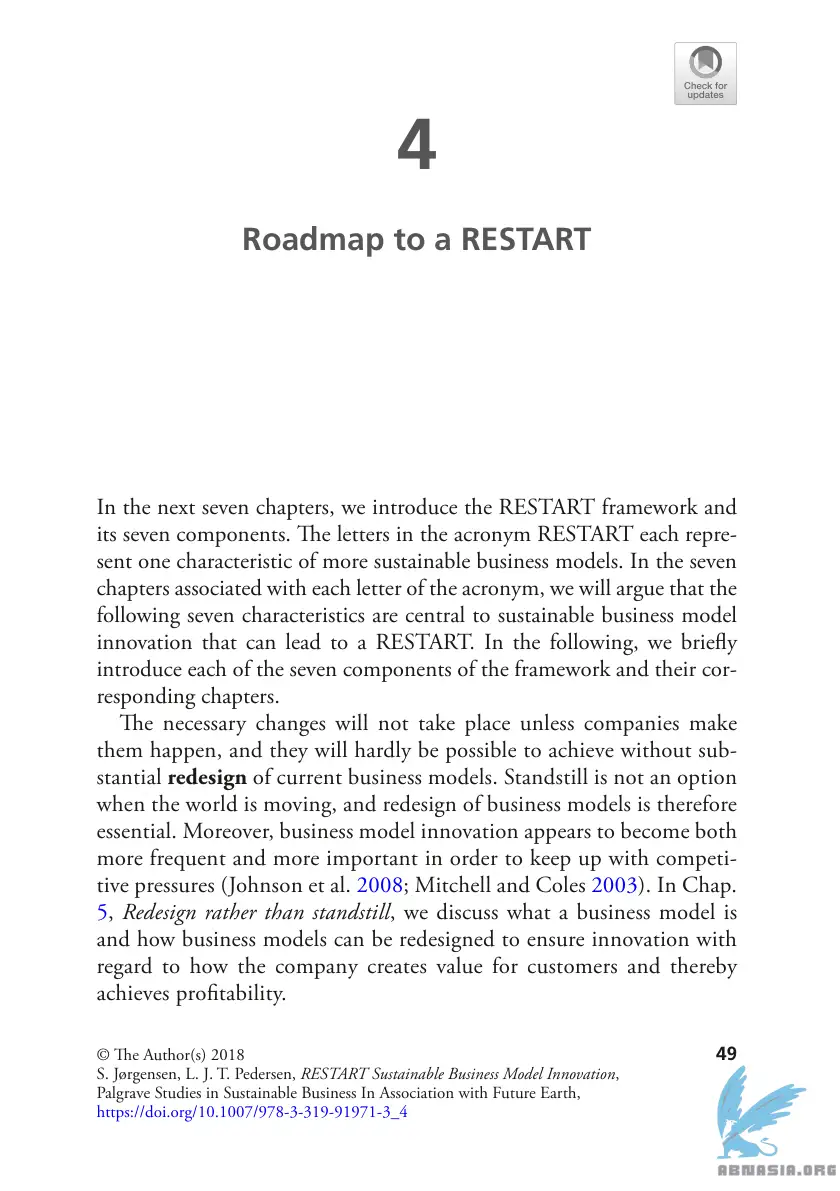 Check for
updates
4
Roadmap to a RESTART
In the next seven chapters, we introduce the RESTART framework and
its seven components. The letters in the acronym RESTART each repre-
sent one characteristic of more sustainable business models. In the seven
chapters associated with each letter of the acronym, we will argue that the
following seven characteristics are central to sustainable business model
innovation that can lead to a RESTART. In the following, we briefly
introduce each of the seven components of the framework and their cor-
responding chapters.
The necessary changes will not take place unless companies make
them happen, and they will hardly be possible to achieve without sub-
stantial redesign of current business models. Standstill is not an option
when the world is moving, and redesign of business models is therefore
essential. Moreover, business model innovation appears to become both
more frequent and more important in order to keep up with competi-
tive pressures (Johnson et al. 2008; Mitchell and Coles 2003). In Chap.
5, Redesign rather than standstill, we discuss what a business model is
and how business models can be redesigned to ensure innovation with
regard to how the company creates value for customers and thereby
achieves profitability.
© The Author(s) 2018
49
S. Jørgensen, L. J. T. Pedersen, RESTART Sustainable Business Model Innovation,
Palgrave Studies in Sustainable Business In Association with Future Earth,
https://doi.org/10.1007/978-3-319-91971-3_4
ABNASIA.ORG